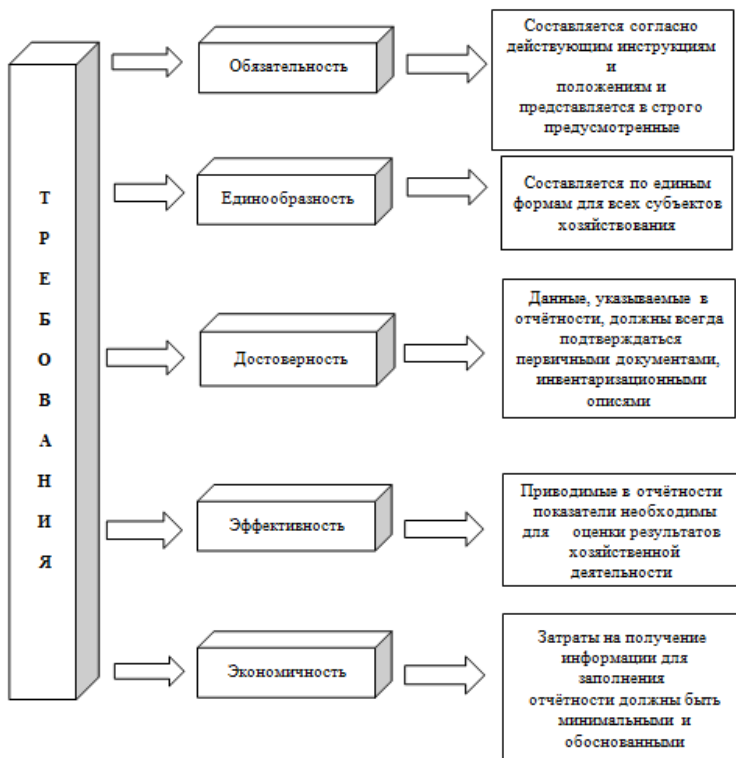 ТРЕБОВАНИЯ
Обязательность
Составляется согласно
действующим инструкциям
и
положениям и
представляется в строго
предусмотренные
Единообразность
Составляется по единым
формам для всех субъектов
хозяйствования
Достоверность
Данные, указываемые в
отчётности, должны всегда
подтверждаться
первичными документами,
инвентаризационными
описями
Эффективность
Приводимые в отчётности
показатели необходимы
для оценки результатов
хозяйственной
деятельности
Экономичность
Затраты на получение
информации для
заполнения
отчётности должны быть
минимальными и
обоснованными